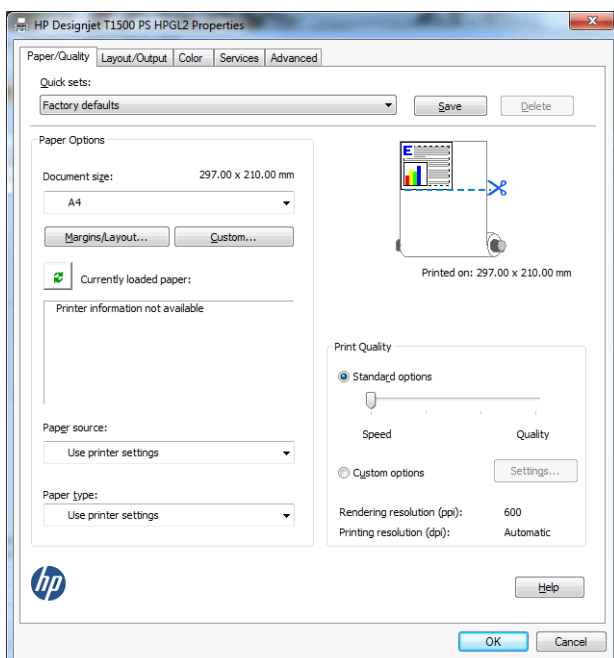 HP Designjet T1500 PS HPGL2 Properties
Paper/Quality Layout/Output Color Services Advanced
Quick sets:
Factory defaults Save Delete
Paper Options
Document size: 297.00 x 210.00 mm
A4
Margins/Layout... Custom...
Currently loaded paper:
Printer information not available
Paper source:
Use printer settings
Paper type:
Use printer settings
E
Printed on: 297.00 x 210.00 mm
Print Quality
Standard options
Speed Quality
Custom options Settings...
Rendering resolution (ppi): 600
Printing resolution (dpi): Automatic
hp
Help
OK Cancel